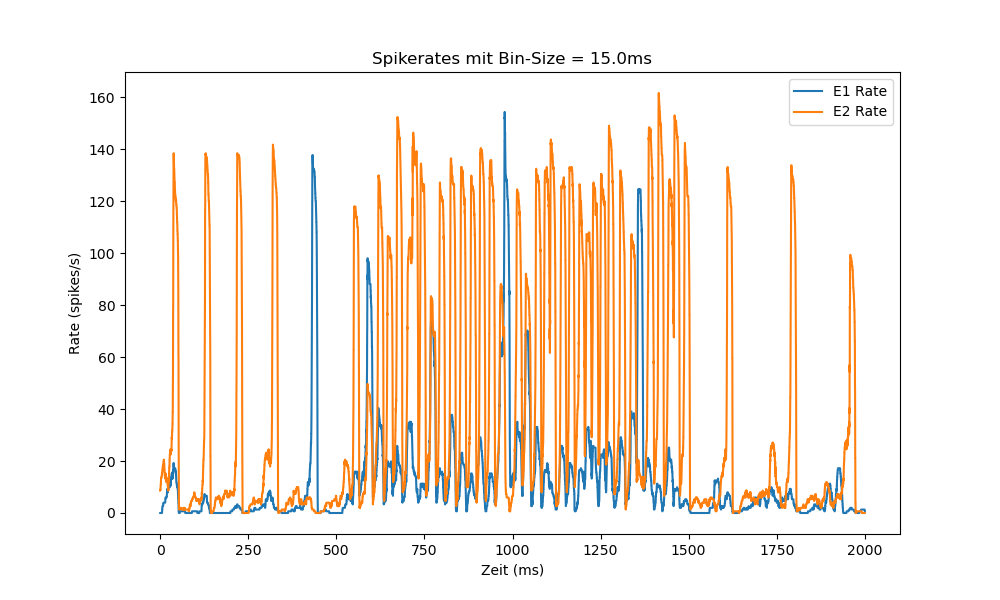 Spikerates mit Bin-Size = 15.0ms
E1 Rate
E2 Rate
160
140
120
100
80
60
40
20
0
Rate (spikes/s)
0 250 500 750 1000 1250 1500 1750 2000
Zeit (ms)